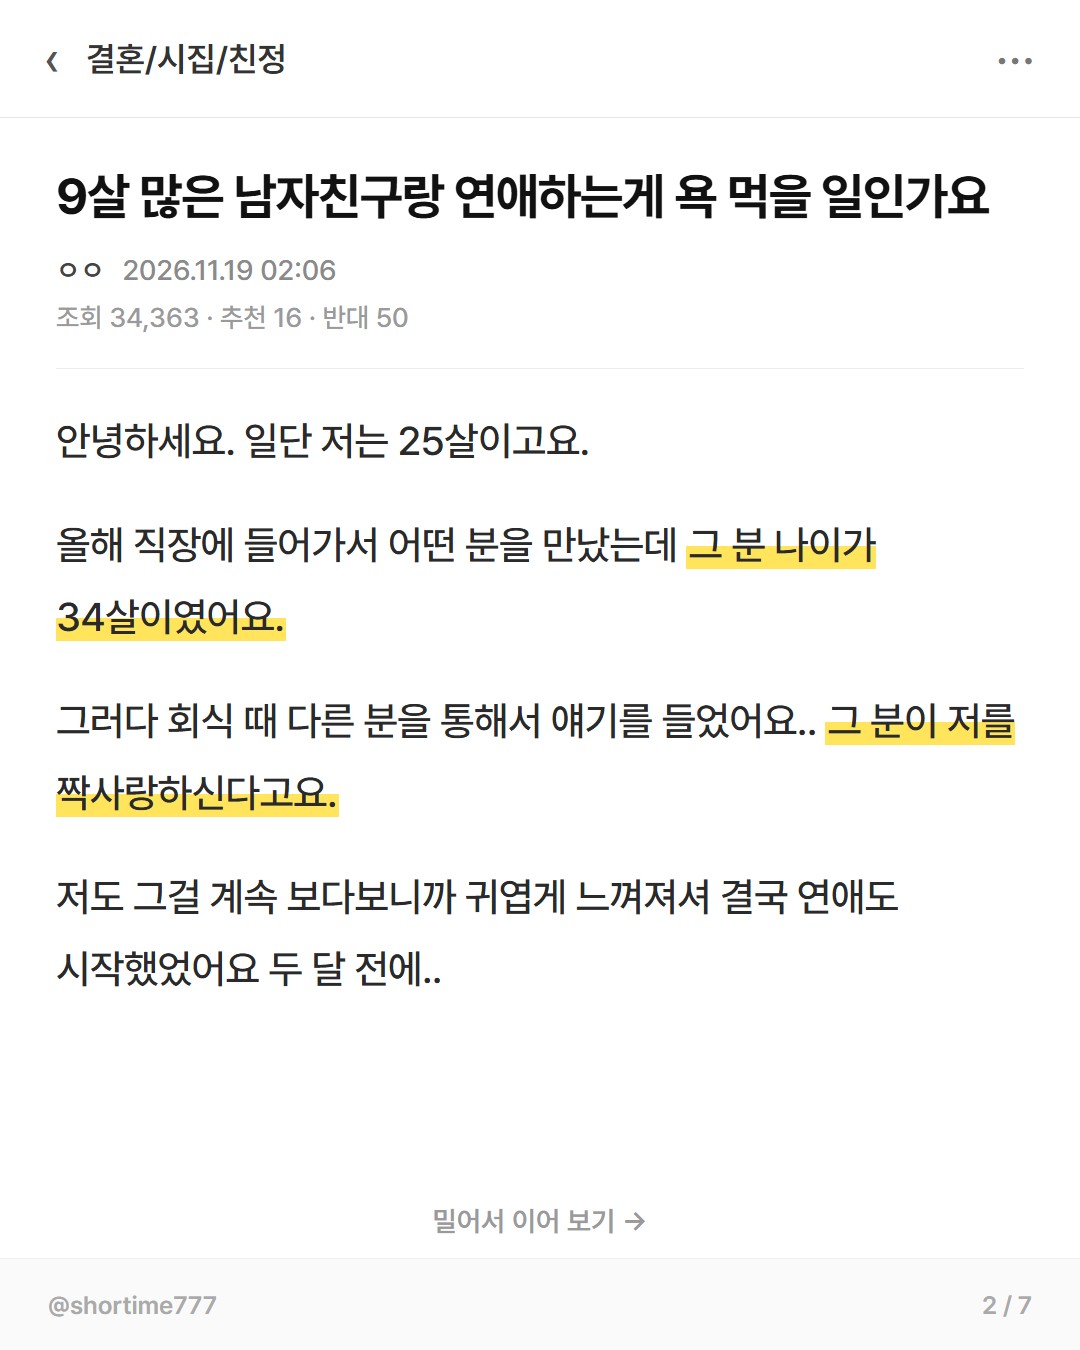 ‹ 결혼/시집/친정 ...
9살 많은 남자친구랑 연애하는게 욕 먹을 일인가요
ㅇㅇ 2026.11.19 02:06
조회 34,363 · 추천 16 · 반대 50
안녕하세요. 일단 저는 25살이고요.
올해 직장에 들어가서 어떤 분을 만났는데 그 분 나이가
34살이였어요.
그러다 회식 때 다른 분을 통해서 얘기를 들었어요.. 그 분이 저를
짝사랑하신다고요.
저도 그걸 계속 보다보니까 귀엽게 느껴져셔 결국 연애도
시작했었어요 두 달 전에..
밀어서 이어 보기 →
@shortime777 2 / 7